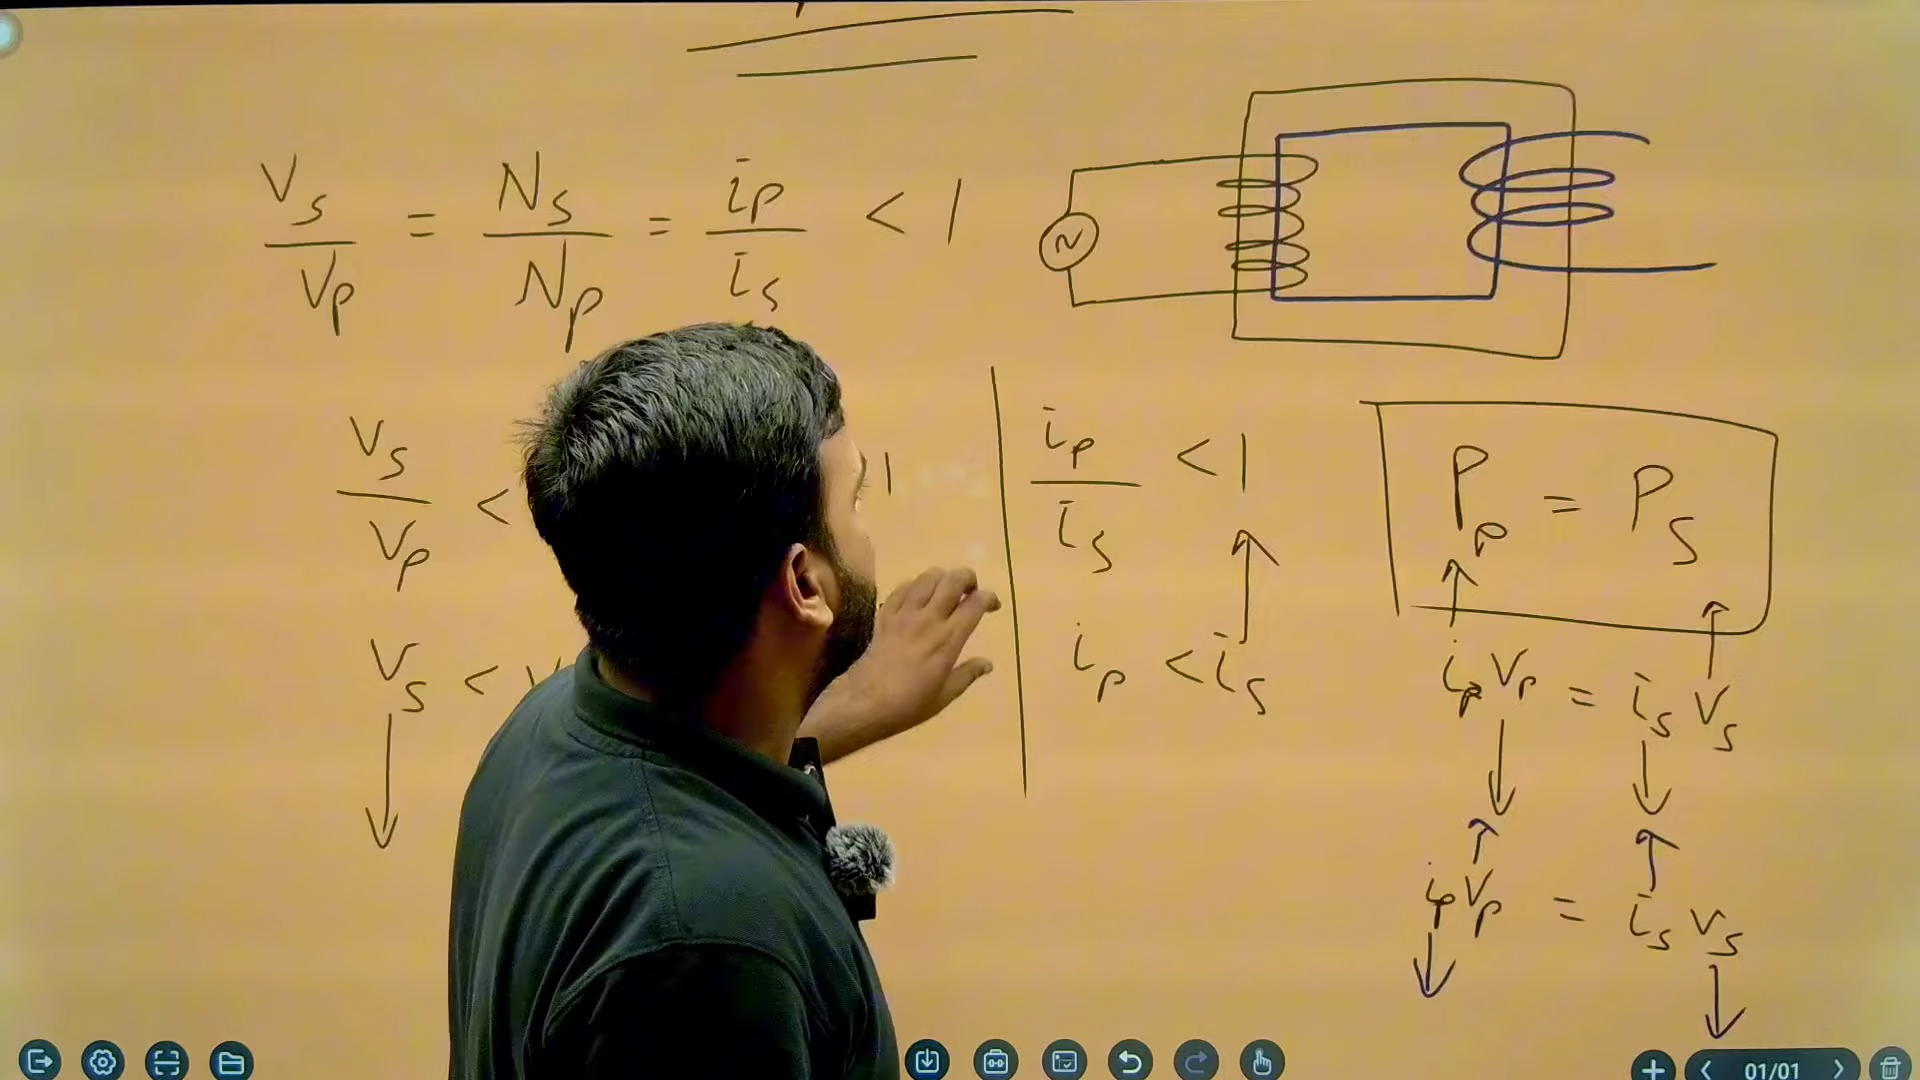 Vs/Vp = Ns/Np = ip/is < 1
Vs/Vp <
1
Vs <
ip/is < 1
ip < is
Pp = Ps
ipVp = isVs
ipVp = isVs
01/01